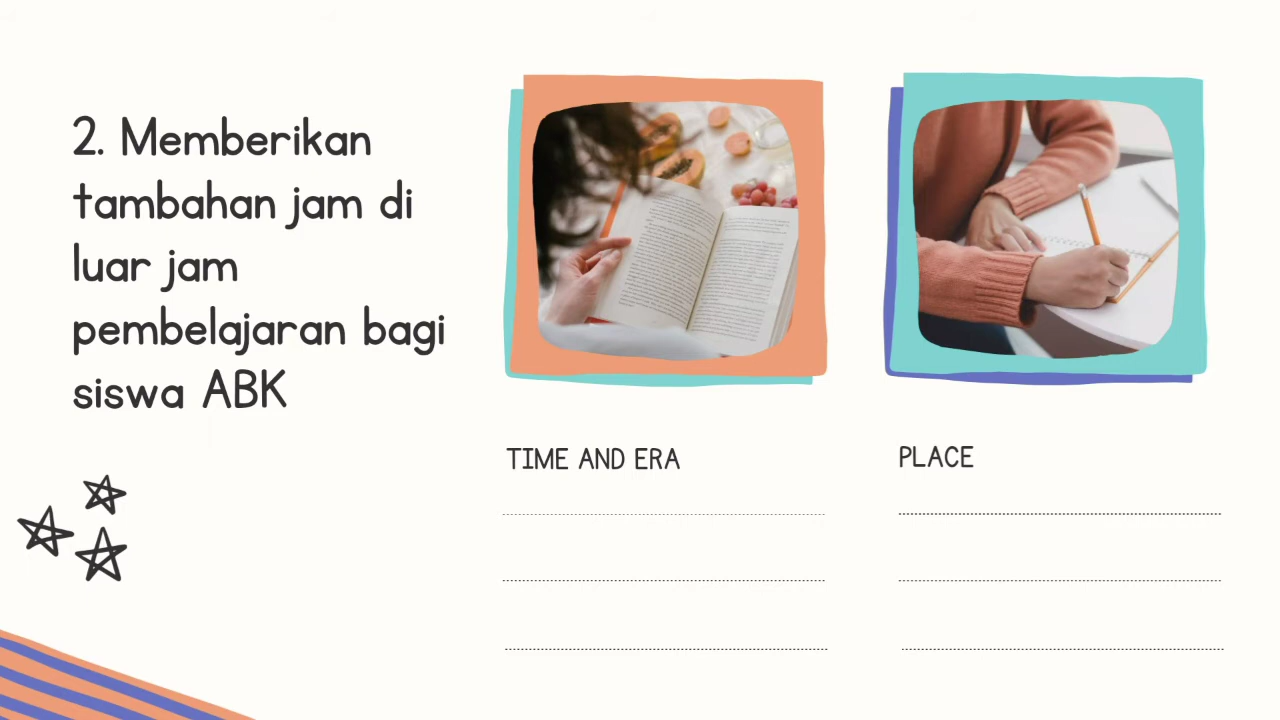 2. Memberikan
tambahan jam di
luar jam
pembelajaran bagi
siswa ABK
TIME AND ERA
PLACE